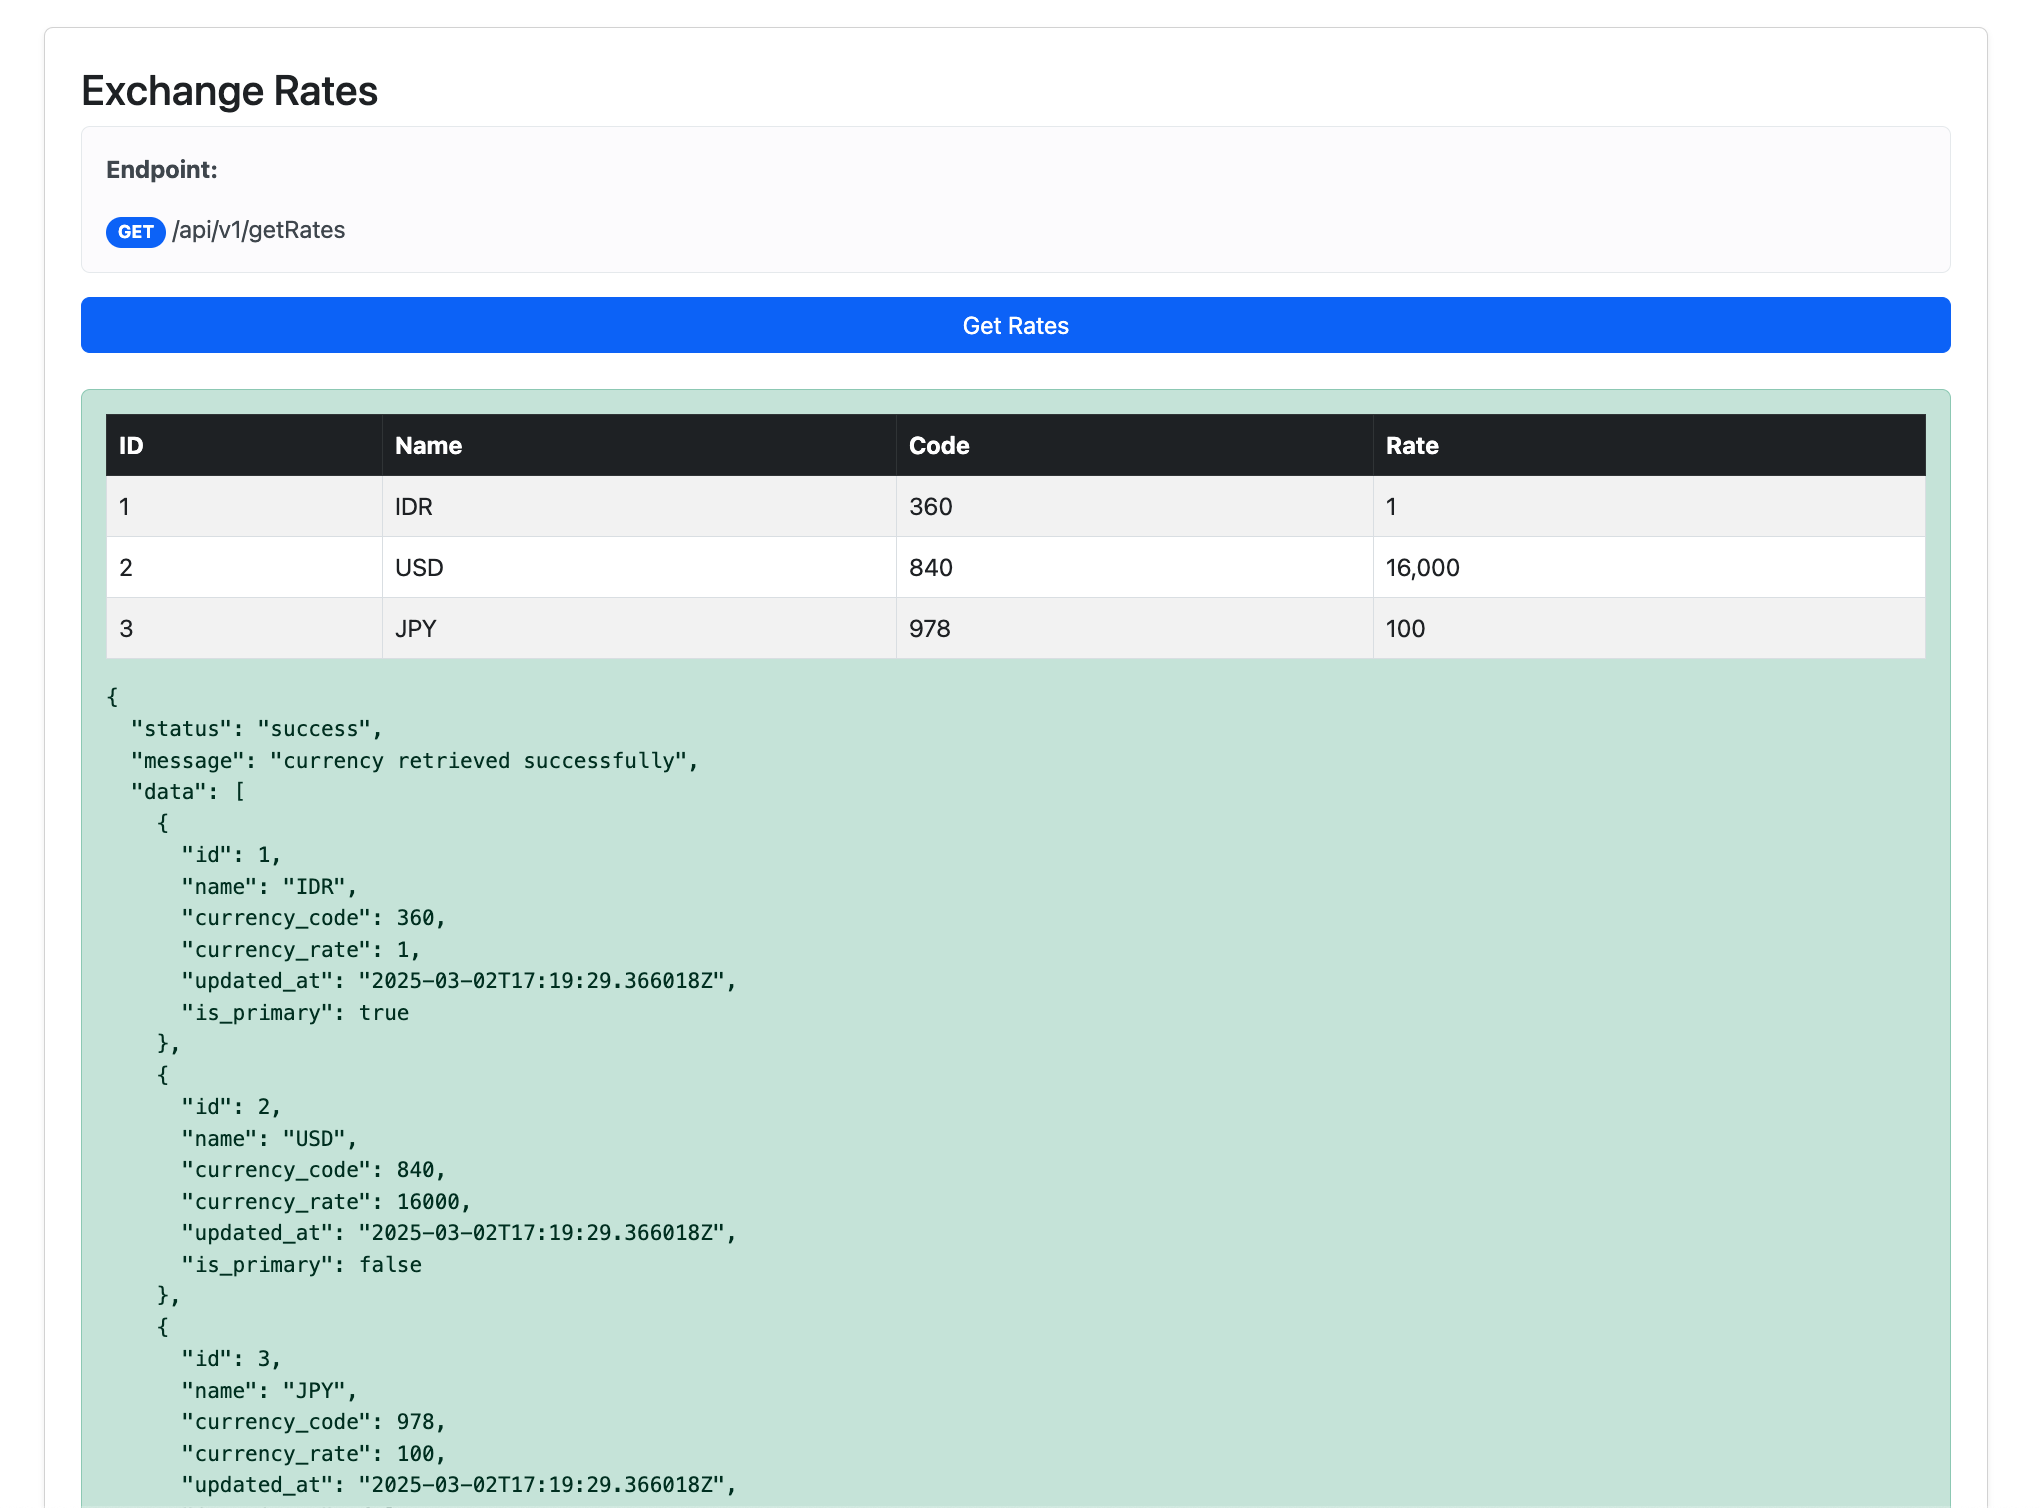 Exchange Rates
Endpoint:
GET /api/v1/getRates
Get Rates
ID Name Code Rate
1 IDR 360 1
2 USD 840 16,000
3 JPY 978 100
{
  "status": "success",
  "message": "currency retrieved successfully",
  "data": [
    {
      "id": 1,
      "name": "IDR",
      "currency_code": 360,
      "currency_rate": 1,
      "updated_at": "2025-03-02T17:19:29.366018Z",
      "is_primary": true
    },
    {
      "id": 2,
      "name": "USD",
      "currency_code": 840,
      "currency_rate": 16000,
      "updated_at": "2025-03-02T17:19:29.366018Z",
      "is_primary": false
    },
    {
      "id": 3,
      "name": "JPY",
      "currency_code": 978,
      "currency_rate": 100,
      "updated_at": "2025-03-02T17:19:29.366018Z",